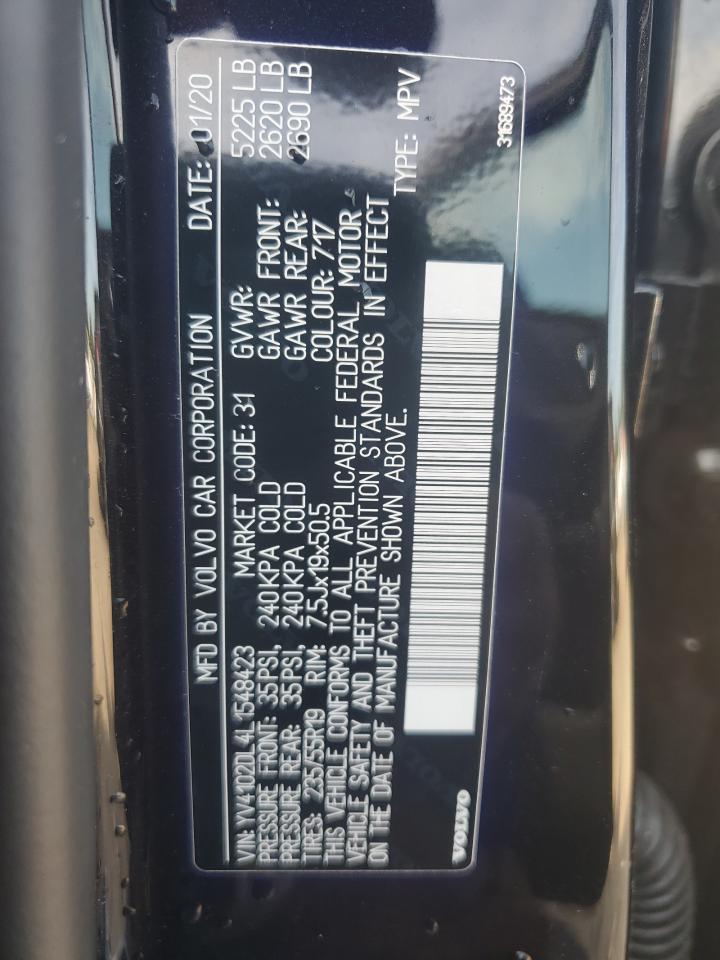 MFD BY VOLVO CAR CORPORATION DATE: 01/20
VIN: YV4102DL4L1548423 MARKET CODE: 31 GVWR: 5225 LB
PRESSURE FRONT: 35PSI, 240KPA COLD GAWR FRONT: 2620 LB
PRESSURE REAR: 35PSI, 240KPA COLD GAWR REAR: 2690 LB
TIRES: 235/55R19 RIM: 7.5Jx19x50.5 COLOUR: 717
THIS VEHICLE CONFORMS TO ALL APPLICABLE FEDERAL MOTOR
VEHICLE SAFETY AND THEFT PREVENTION STANDARDS IN EFFECT
ON THE DATE OF MANUFACTURE SHOWN ABOVE. TYPE: MPV
VOLVO
31689473